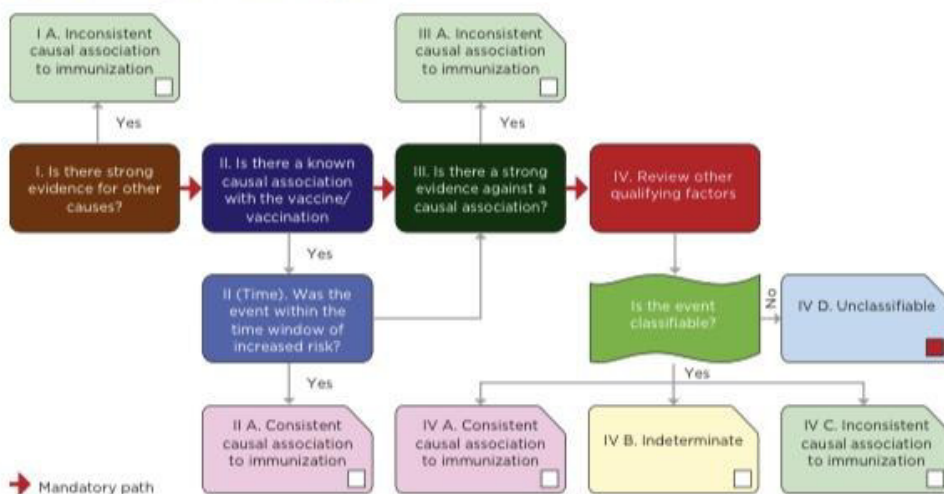 I A. Inconsistent
causal association
to immunization
III A. Inconsistent
causal association
to immunization
Yes
Yes
I. Is there strong
evidence for other
causes?
II. Is there a known
causal association
with the vaccine/
vaccination
III. Is there a strong
evidence against a
causal association?
IV. Review other
qualifying factors
Yes
II (Time). Was the
event within the
time window of
increased risk?
Is the event
classifiable?
No
IV D. Unclassifiable
Yes
Yes
II A. Consistent
causal association
to immunization
IV A. Consistent
causal association
to immunization
IV B. Indeterminate
IV C. Inconsistent
causal association
to immunization
Mandatory path